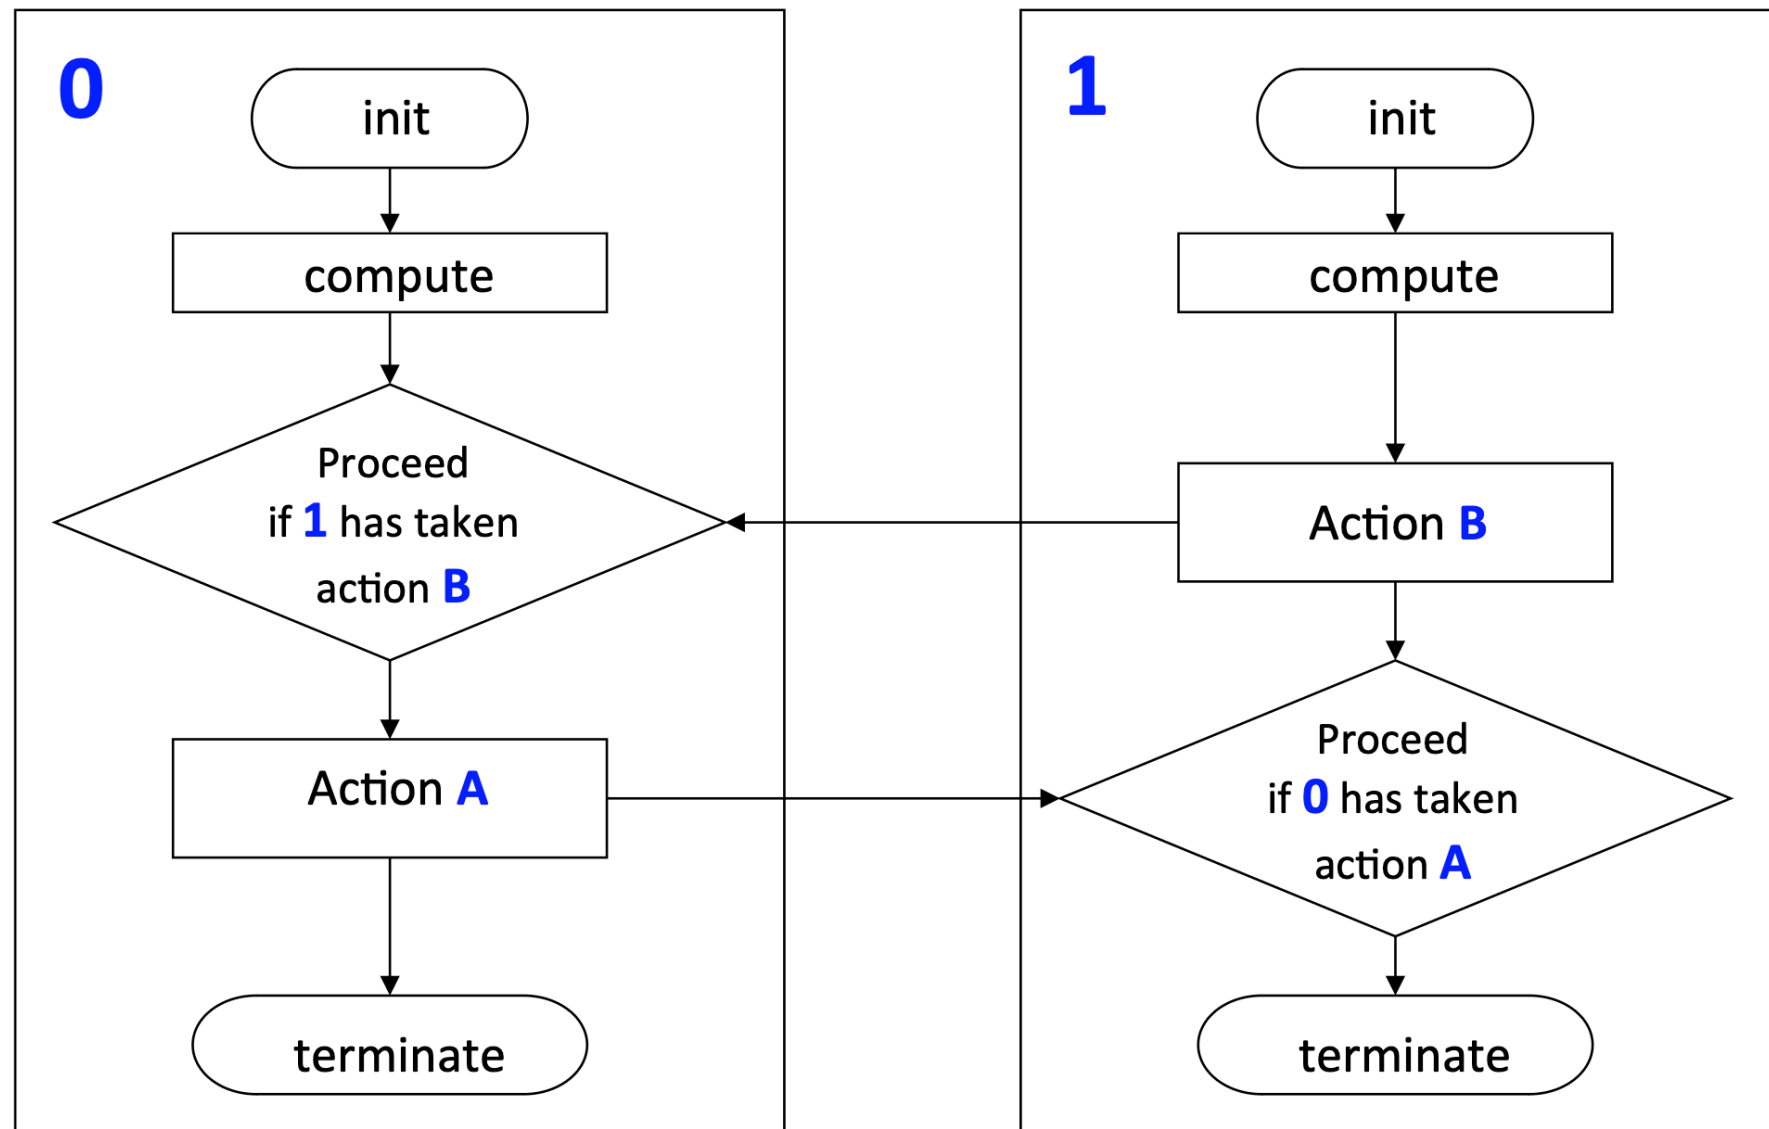 0
init
compute
Proceed
if 1 has taken
action B
Action A
terminate
1
init
compute
Action B
Proceed
if 0 has taken
action A
terminate